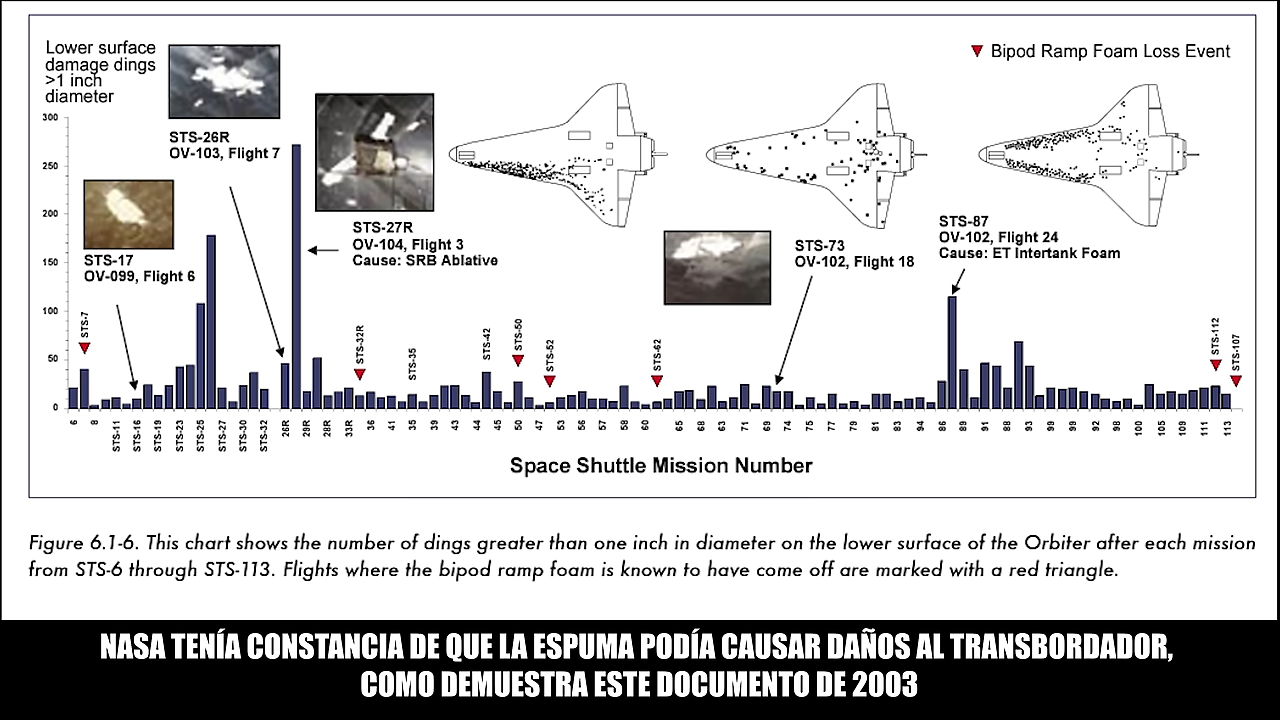 Lower surface
damage dings
>1 inch
diameter
Bipod Ramp Foam Loss Event
STS-26R
OV-103, Flight 7
STS-17
OV-099, Flight 6
STS-27R
OV-104, Flight 3
Cause: SRB Ablative
STS-73
OV-102, Flight 18
STS-87
OV-102, Flight 24
Cause: ET Intertank Foam
300
250
200
150
100
50
0
STS-7
STS-32R
STS-35
STS-42
STS-50
STS-52
STS-62
STS-112
STS-107
6 8 STS-11 STS-16 STS-19 STS-23 STS-25 STS-27 STS-30 STS-32 26R 29R 28R 33R 36 41 35 39 43 44 45 50 47 53 56 57 58 60 65 68 63 71 69 74 75 77 78 81 83 94 86 89 91 88 93 99 92 98 100 105 109 111 113
Space Shuttle Mission Number
Figure 6.1-6. This chart shows the number of dings greater than one inch in diameter on the lower surface of the Orbiter after each mission
from STS-6 through STS-113. Flights where the bipod ramp foam is known to have come off are marked with a red triangle.
NASA TENÍA CONSTANCIA DE QUE LA ESPUMA PODÍA CAUSAR DAÑOS AL TRANSBORDADOR,
COMO DEMUESTRA ESTE DOCUMENTO DE 2003